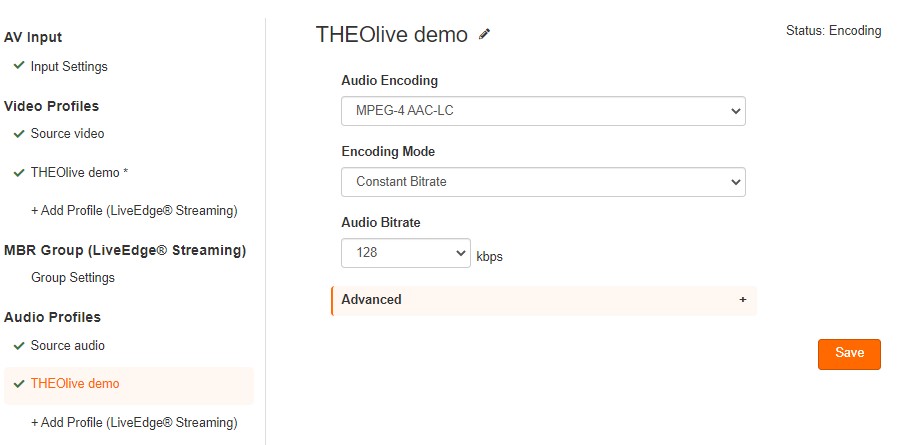 AV Input
Input Settings
Video Profiles
Source video
THEOlive demo *
+ Add Profile (LiveEdge® Streaming)
MBR Group (LiveEdge® Streaming)
Group Settings
Audio Profiles
Source audio
THEOlive demo
+ Add Profile (LiveEdge® Streaming)
THEOlive demo
Status: Encoding
Audio Encoding
MPEG-4 AAC-LC
Encoding Mode
Constant Bitrate
Audio Bitrate
128 kbps
Advanced +
Save